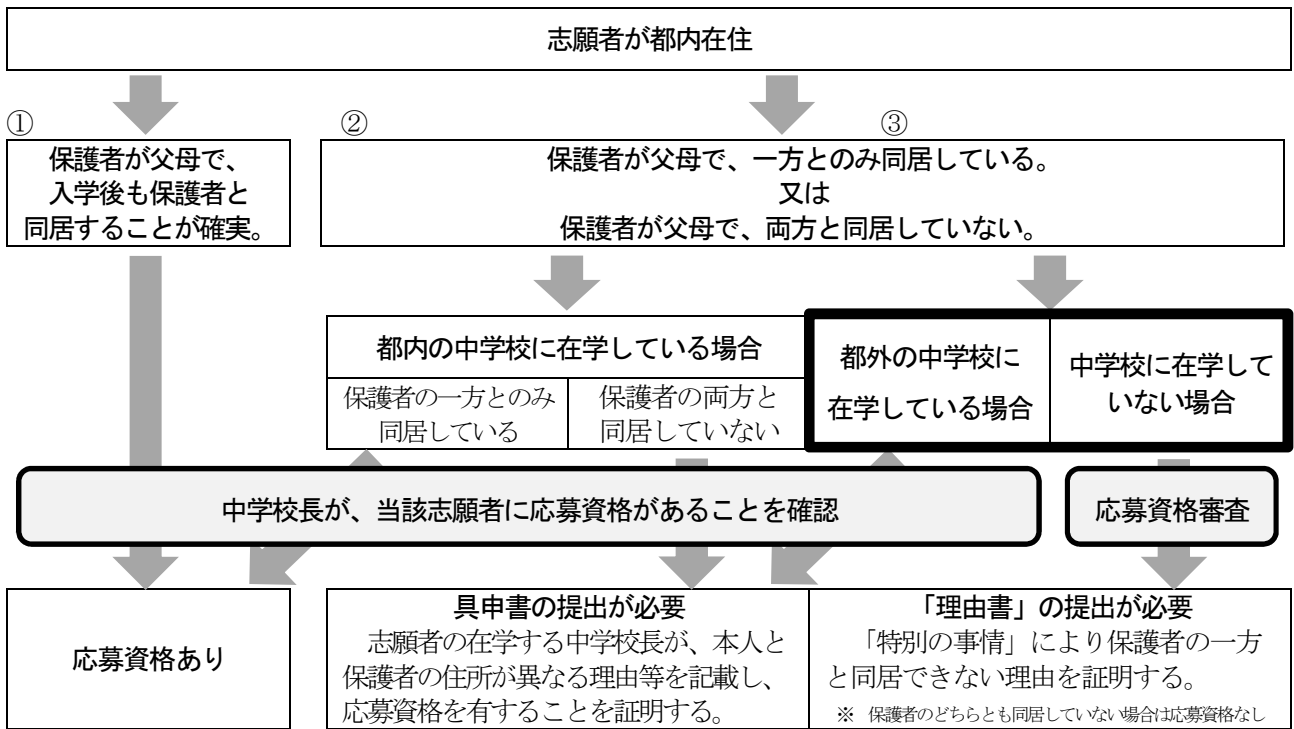 志願者が都内在住
①
保護者が父母で、
入学後も保護者と
同居することが確実。
②
③
保護者が父母で、一方とのみ同居している。
又は
保護者が父母で、両方と同居していない。
都内の中学校に在学している場合
保護者の一方とのみ
同居している
保護者の両方と
同居していない
都外の中学校に
在学している場合
中学校に在学して
いない場合
中学校長が、当該志願者に応募資格があることを確認
応募資格審査
応募資格あり
具申書の提出が必要
志願者の在学する中学校長が、本人と
保護者の住所が異なる理由等を記載し、
応募資格を有することを証明する。
「理由書」の提出が必要
「特別の事情」により保護者の一方
と同居できない理由を証明する。
※ 保護者のどちらとも同居していない場合は応募資格なし